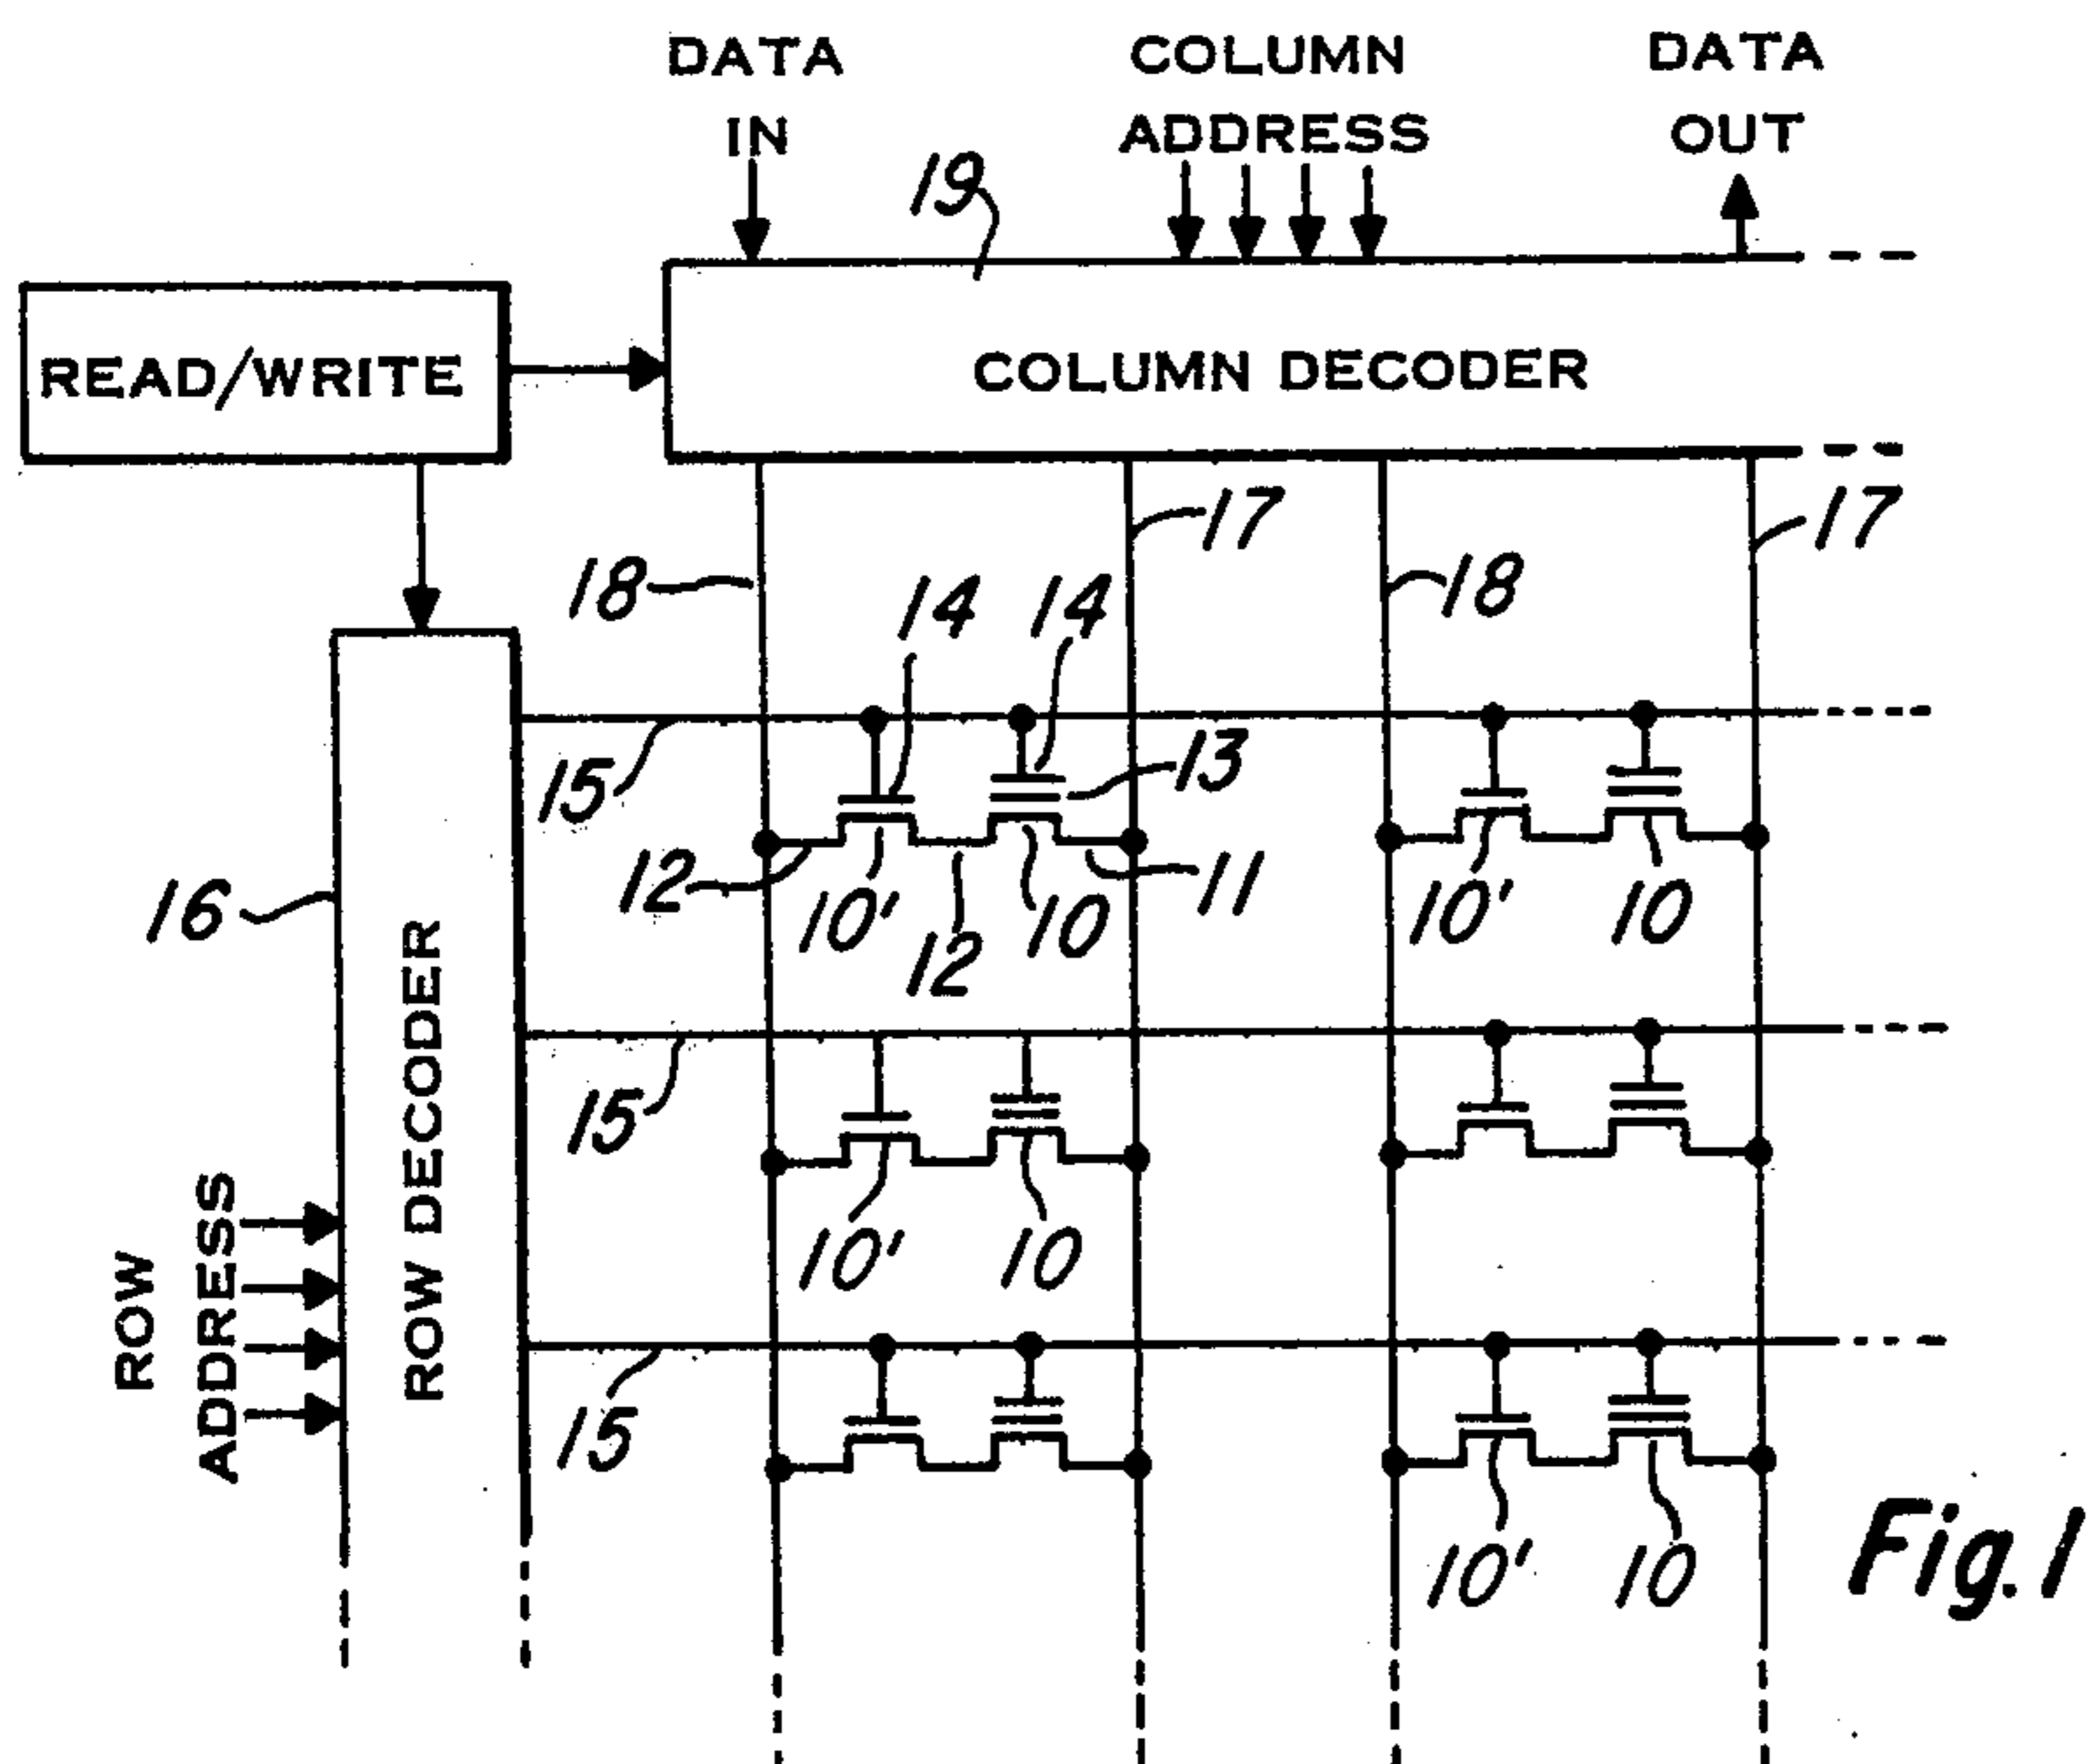 DATA IN
COLUMN ADDRESS
DATA OUT
19
READ/WRITE
COLUMN DECODER
17
17
18
14
14
18
15
13
12
10'
12
10
11
10'
10
16
ROW DECODER
15
10'
10
ROW ADDRESS
15
10'
10
Fig.1